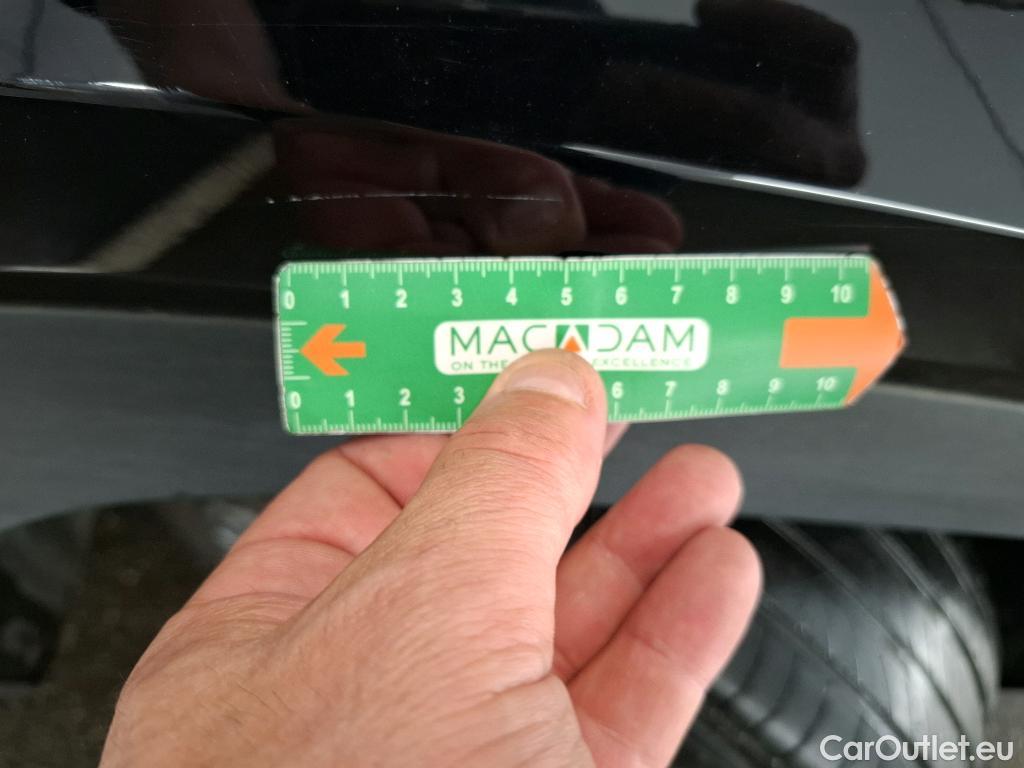 0 1 2 3 4 5 6 7 8 9 10
MACADAM
ON THE EXCELLENCE
0 1 2 3 6 7 8 9 10
CarOutlet.eu